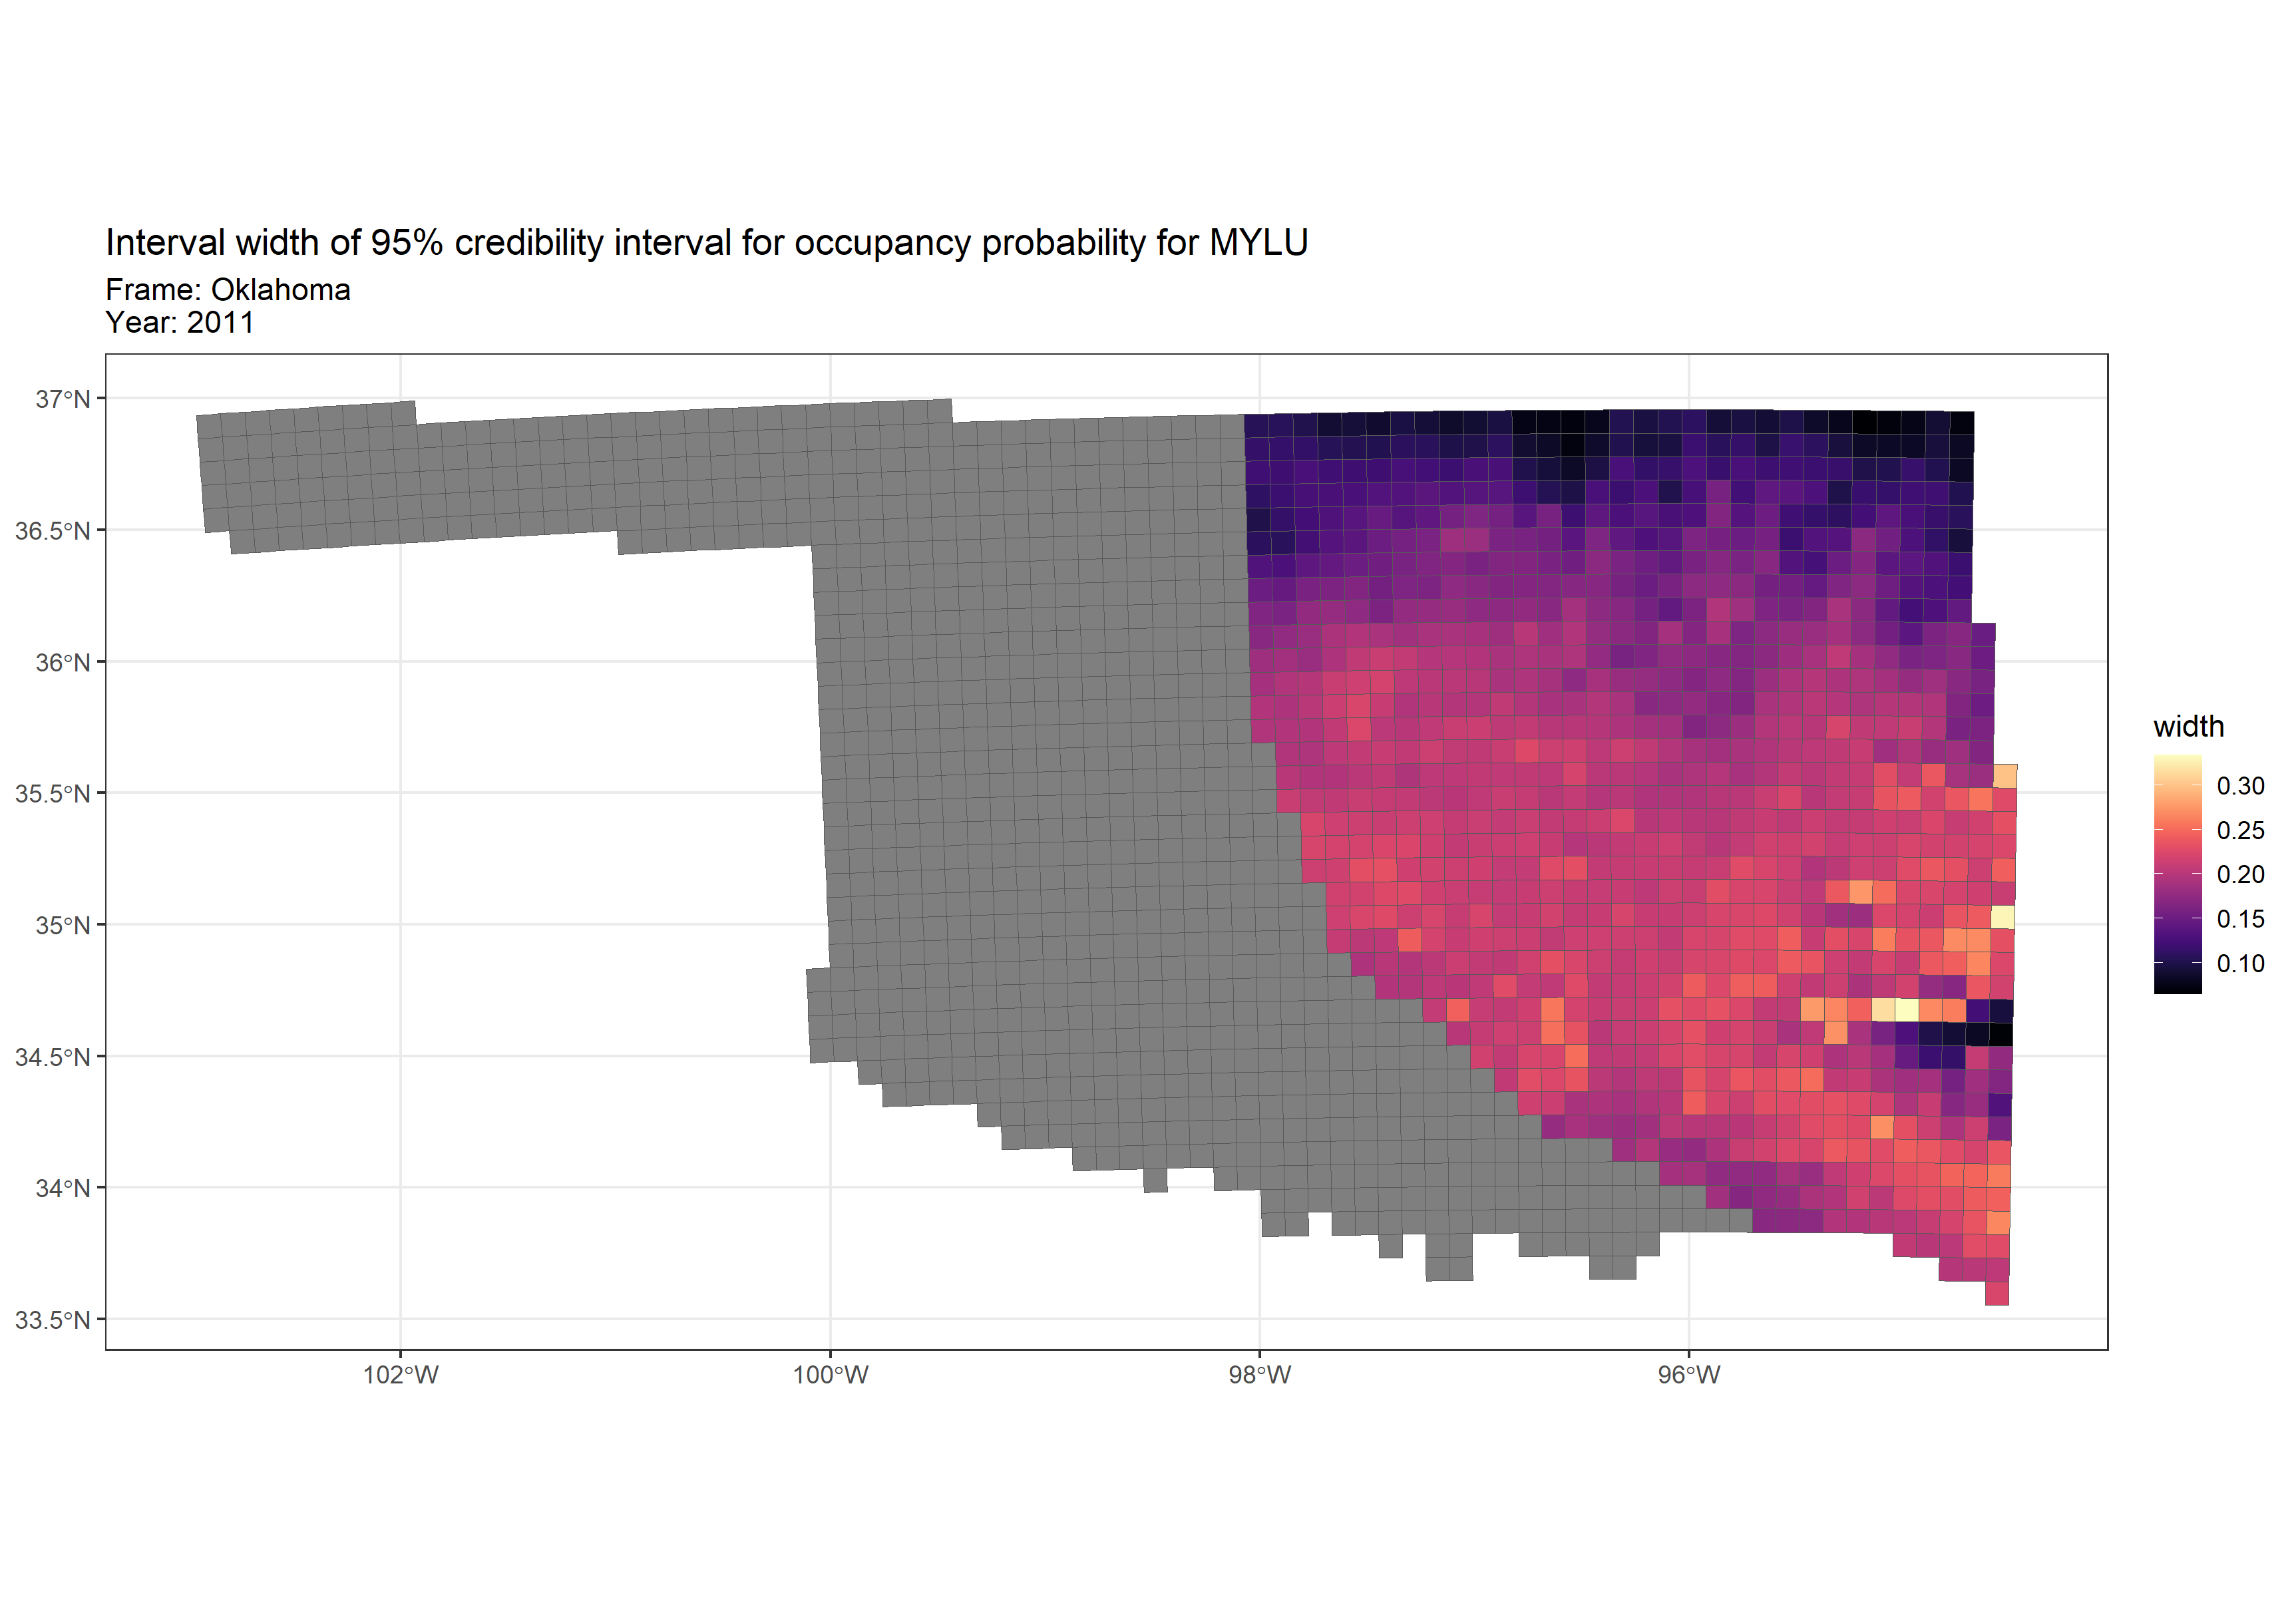 Interval width of 95% credibility interval for occupancy probability for MYLU
Frame: Oklahoma
Year: 2011
37°N
36.5°N
36°N
35.5°N
35°N
34.5°N
34°N
33.5°N
102°W
100°W
98°W
96°W
width
0.30
0.25
0.20
0.15
0.10